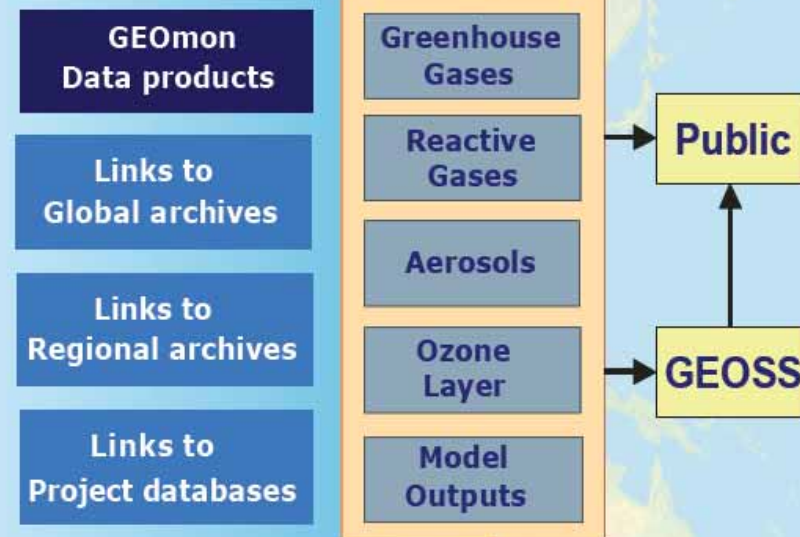 GEOmon
Data products
Links to
Global archives
Links to
Regional archives
Links to
Project databases
Greenhouse
Gases
Reactive
Gases
Aerosols
Ozone
Layer
Model
Outputs
Public
GEOSS